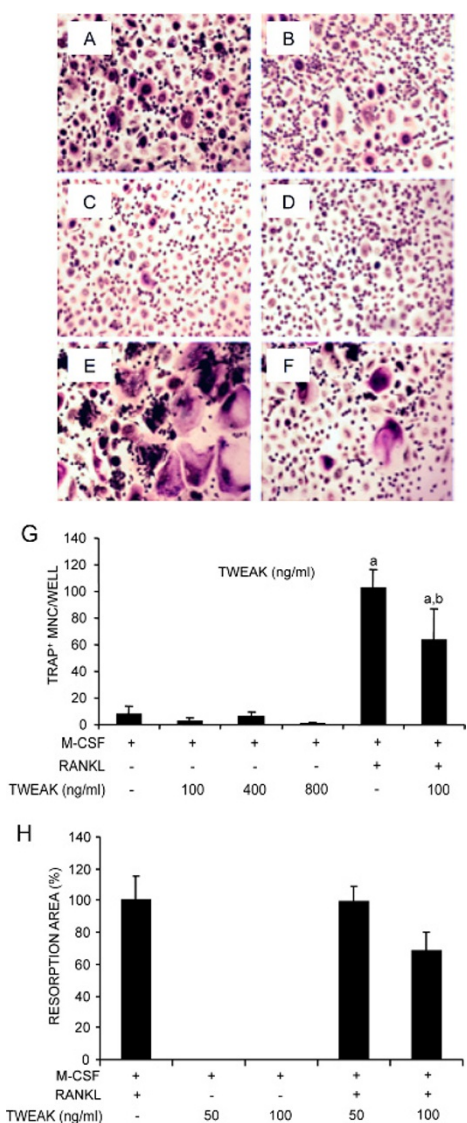 A B
C D
E F
G
140
120
100
80
60
40
20
0
TRAP⁺ MNC/WELL
TWEAK (ng/ml)
a
a,b
M-CSF + + + + + +
RANKL - - - - + +
TWEAK (ng/ml) - 100 400 800 - 100
H
140
120
100
80
60
40
20
0
RESORPTION AREA (%)
M-CSF + + + + +
RANKL + - - + +
TWEAK (ng/ml) - 50 100 50 100